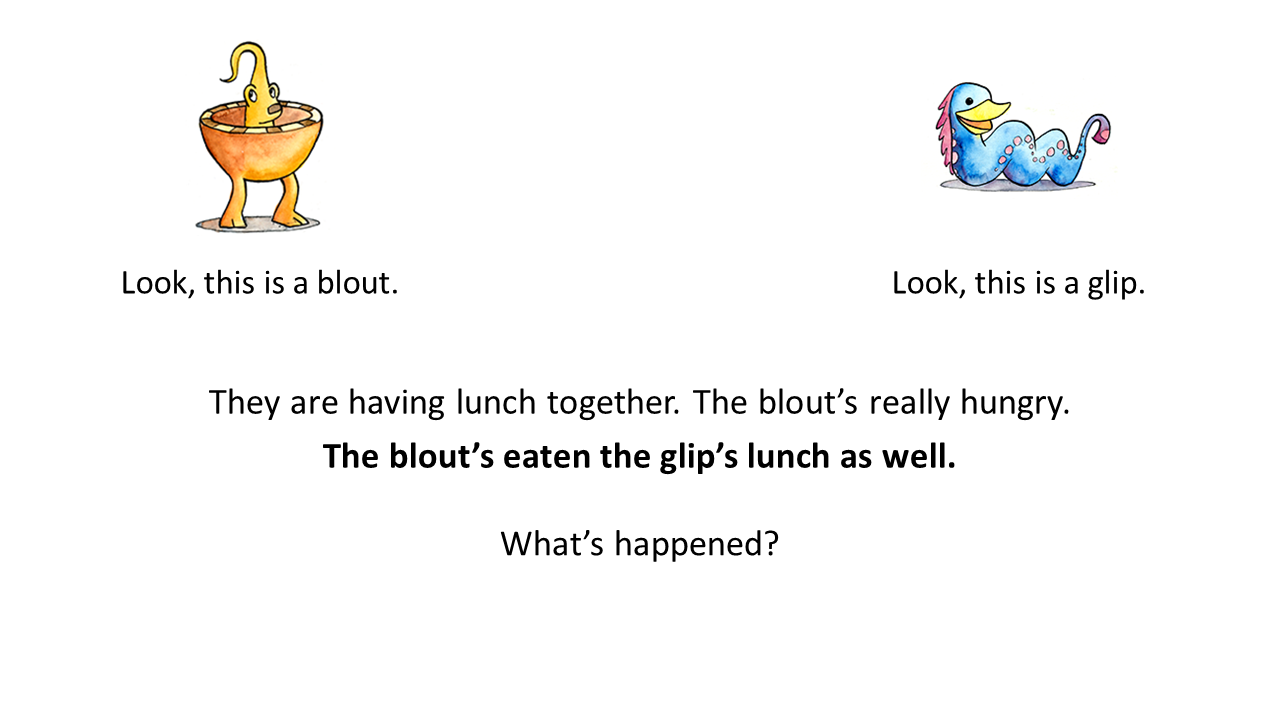 Look, this is a blout.
Look, this is a glip.
They are having lunch together. The blout’s really hungry.
The blout’s eaten the glip’s lunch as well.
What’s happened?